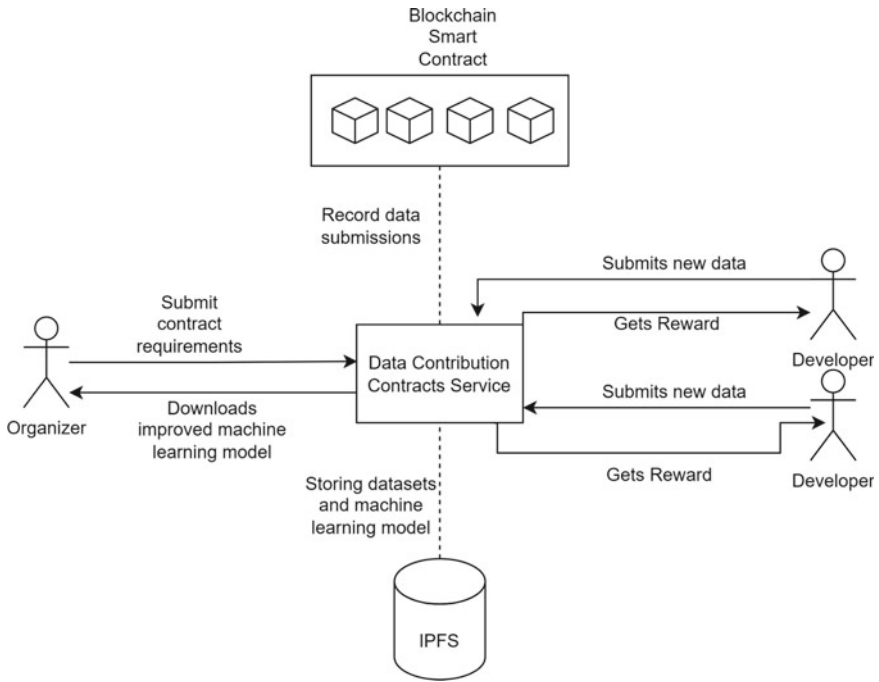 Blockchain
Smart
Contract
Record data
submissions
Submits new data
Gets Reward
Developer
Submit
contract
requirements
Data Contribution
Contracts Service
Organizer
Downloads
improved machine
learning model
Submits new data
Gets Reward
Developer
Storing datasets
and machine
learning model
IPFS